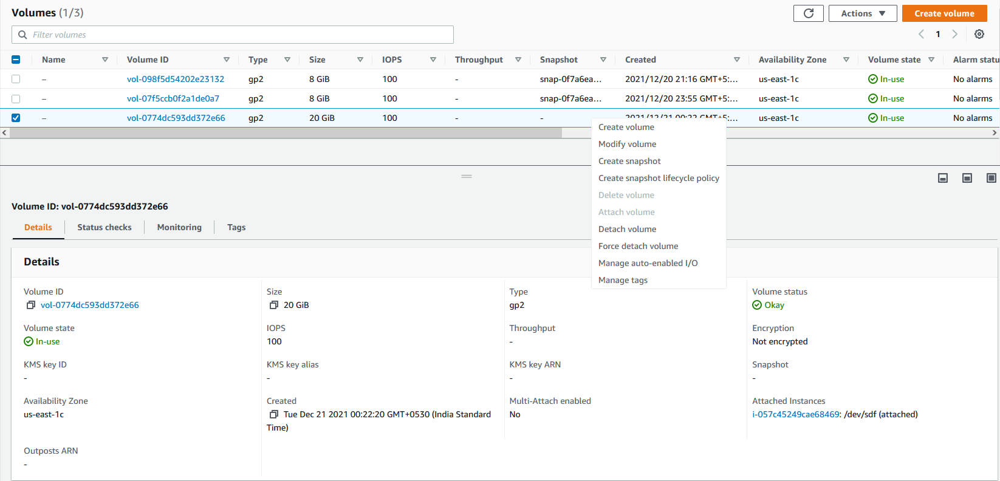 Volumes (1/3)
Actions
Create volume
Filter volumes
1
Name Volume ID Type Size IOPS Throughput Snapshot Created Availability Zone Volume state Alarm statu
– vol-098f5d54202e23132 gp2 8 GiB 100 - snap-0f7a6ea... 2021/12/20 21:16 GMT+5:... us-east-1c In-use No alarms
– vol-07f5ccb0f2a1de0a7 gp2 8 GiB 100 - snap-0f7a6ea... 2021/12/20 23:55 GMT+5:... us-east-1c In-use No alarms
– vol-0774dc593dd372e66 gp2 20 GiB 100 - - 2021/12/21 00:22 GMT+5:... us-east-1c In-use No alarms
Create volume
Modify volume
Create snapshot
Create snapshot lifecycle policy
Delete volume
Attach volume
Detach volume
Force detach volume
Manage auto-enabled I/O
Manage tags
Volume ID: vol-0774dc593dd372e66
Details Status checks Monitoring Tags
Details
Volume ID Size Type Volume status
vol-0774dc593dd372e66 20 GiB gp2 Okay
Volume state IOPS Throughput Encryption
In-use 100 - Not encrypted
KMS key ID KMS key alias KMS key ARN Snapshot
- - - -
Availability Zone Created Multi-Attach enabled Attached Instances
us-east-1c Tue Dec 21 2021 00:22:20 GMT+0530 (India Standard No i-057c45249cae68469: /dev/sdf (attached)
Time)
Outposts ARN
-